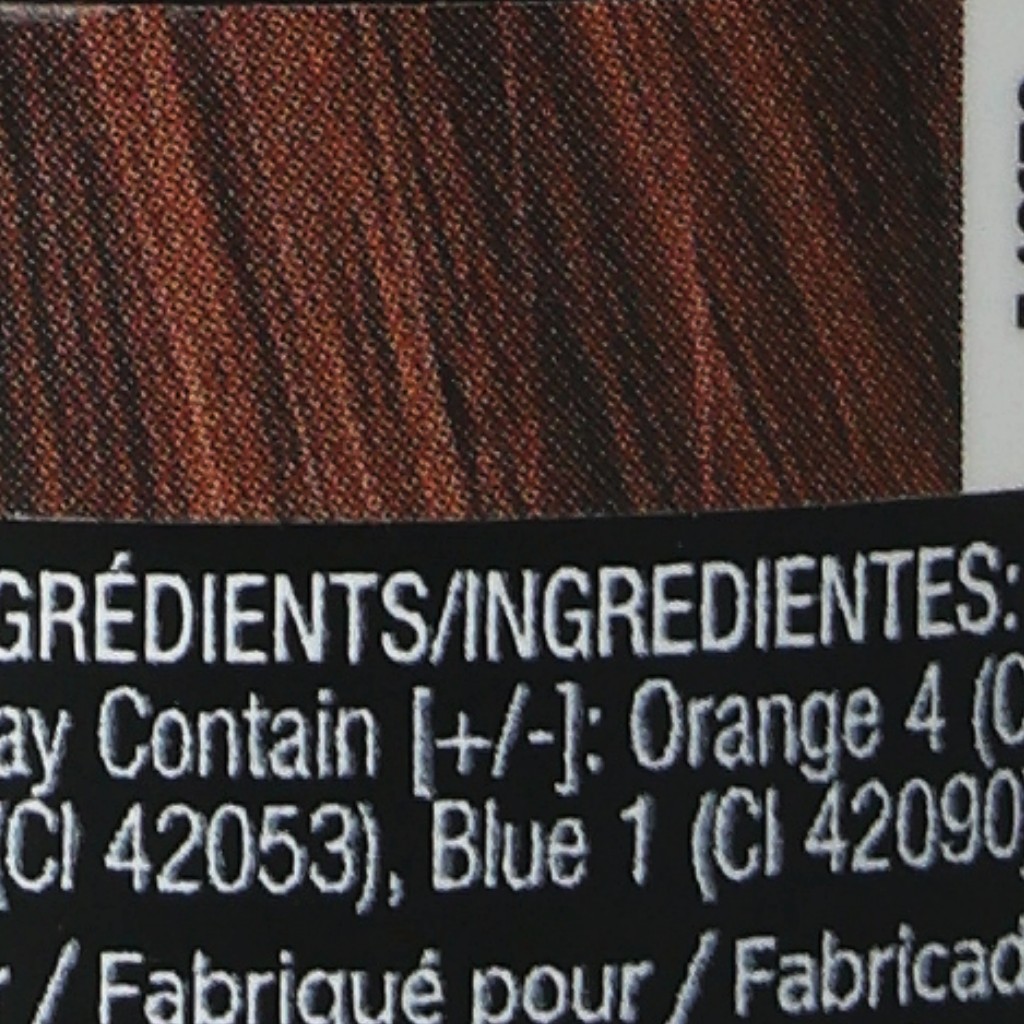 GRÉDIENTS/INGREDIENTES:
ay Contain [+/-]: Orange 4 (C
(CI 42053), Blue 1 (CI 42090)
/ Fabriqué pour / Fabricad